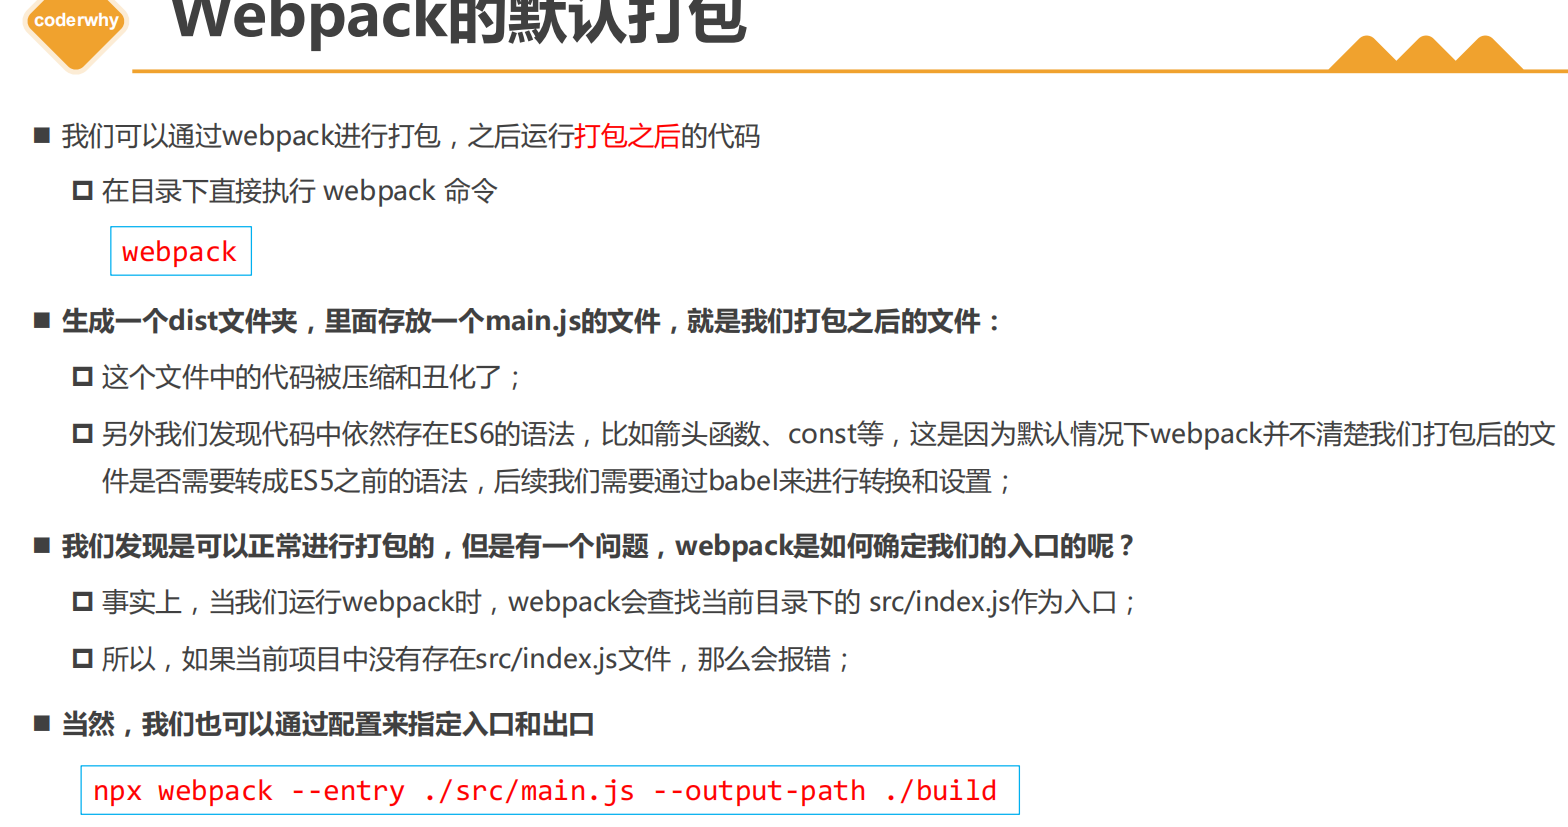 coderwhy
Webpack的默认打包
我们可以通过webpack进行打包，之后运行打包之后的代码
在目录下直接执行 webpack 命令
webpack
生成一个dist文件夹，里面存放一个main.js的文件，就是我们打包之后的文件：
这个文件中的代码被压缩和丑化了；
另外我们发现代码中依然存在ES6的语法，比如箭头函数、const等，这是因为默认情况下webpack并不清楚我们打包后的文
件是否需要转成ES5之前的语法，后续我们需要通过babel来进行转换和设置；
我们发现是可以正常进行打包的，但是有一个问题，webpack是如何确定我们的入口的呢？
事实上，当我们运行webpack时，webpack会查找当前目录下的 src/index.js作为入口；
所以，如果当前项目中没有存在src/index.js文件，那么会报错；
当然，我们也可以通过配置来指定入口和出口
npx webpack --entry ./src/main.js --output-path ./build